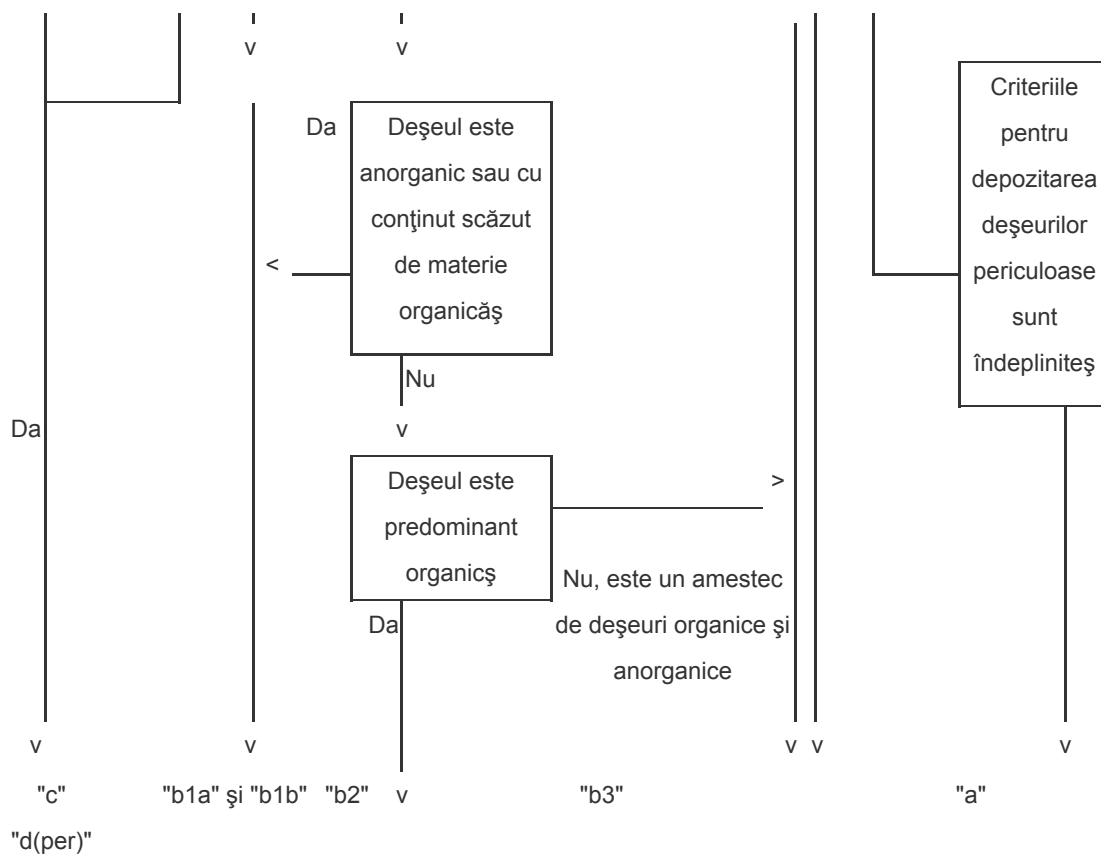 v v
Da
Deşeul este
anorganic sau cu
conţinut scăzut
de materie
organicăş
<
Nu
v
Criteriile
pentru
depozitarea
deşeurilor
periculoase
sunt
îndepliniteş
Da
Deşeul este
predominant
organicş
>
Nu, este un amestec
de deşeuri organice şi
anorganice
Da
v v v v v
"c" "b1a" şi "b1b" "b2" v "b3" "a"
"d(per)"